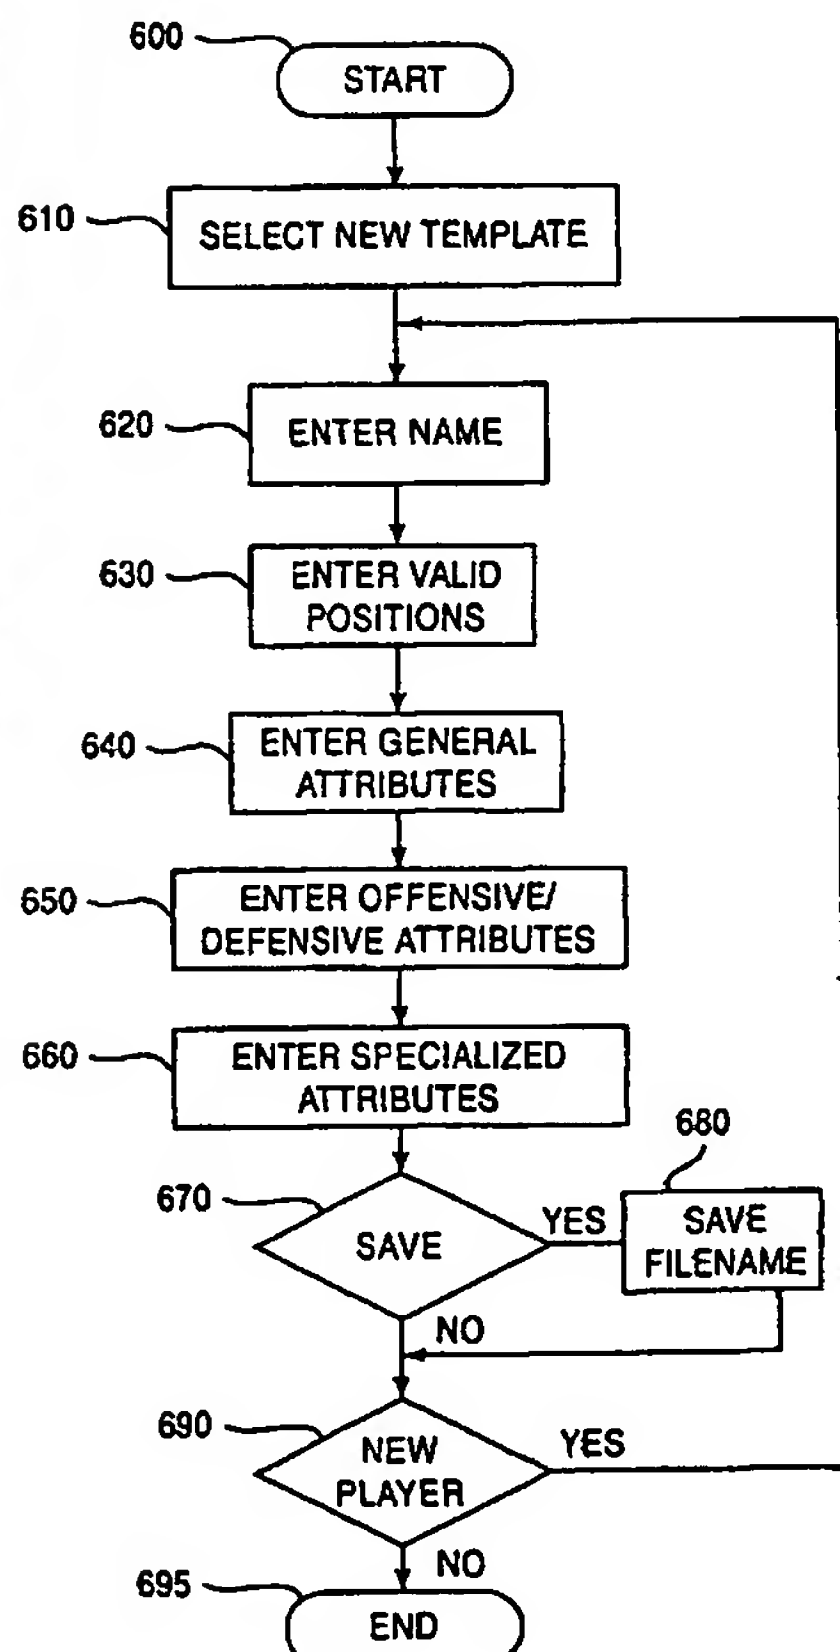 600
START
610
SELECT NEW TEMPLATE
620
ENTER NAME
630
ENTER VALID
POSITIONS
640
ENTER GENERAL
ATTRIBUTES
650
ENTER OFFENSIVE/
DEFENSIVE ATTRIBUTES
660
ENTER SPECIALIZED
ATTRIBUTES
670
SAVE
YES
680
SAVE
FILENAME
NO
690
NEW
PLAYER
YES
NO
695
END